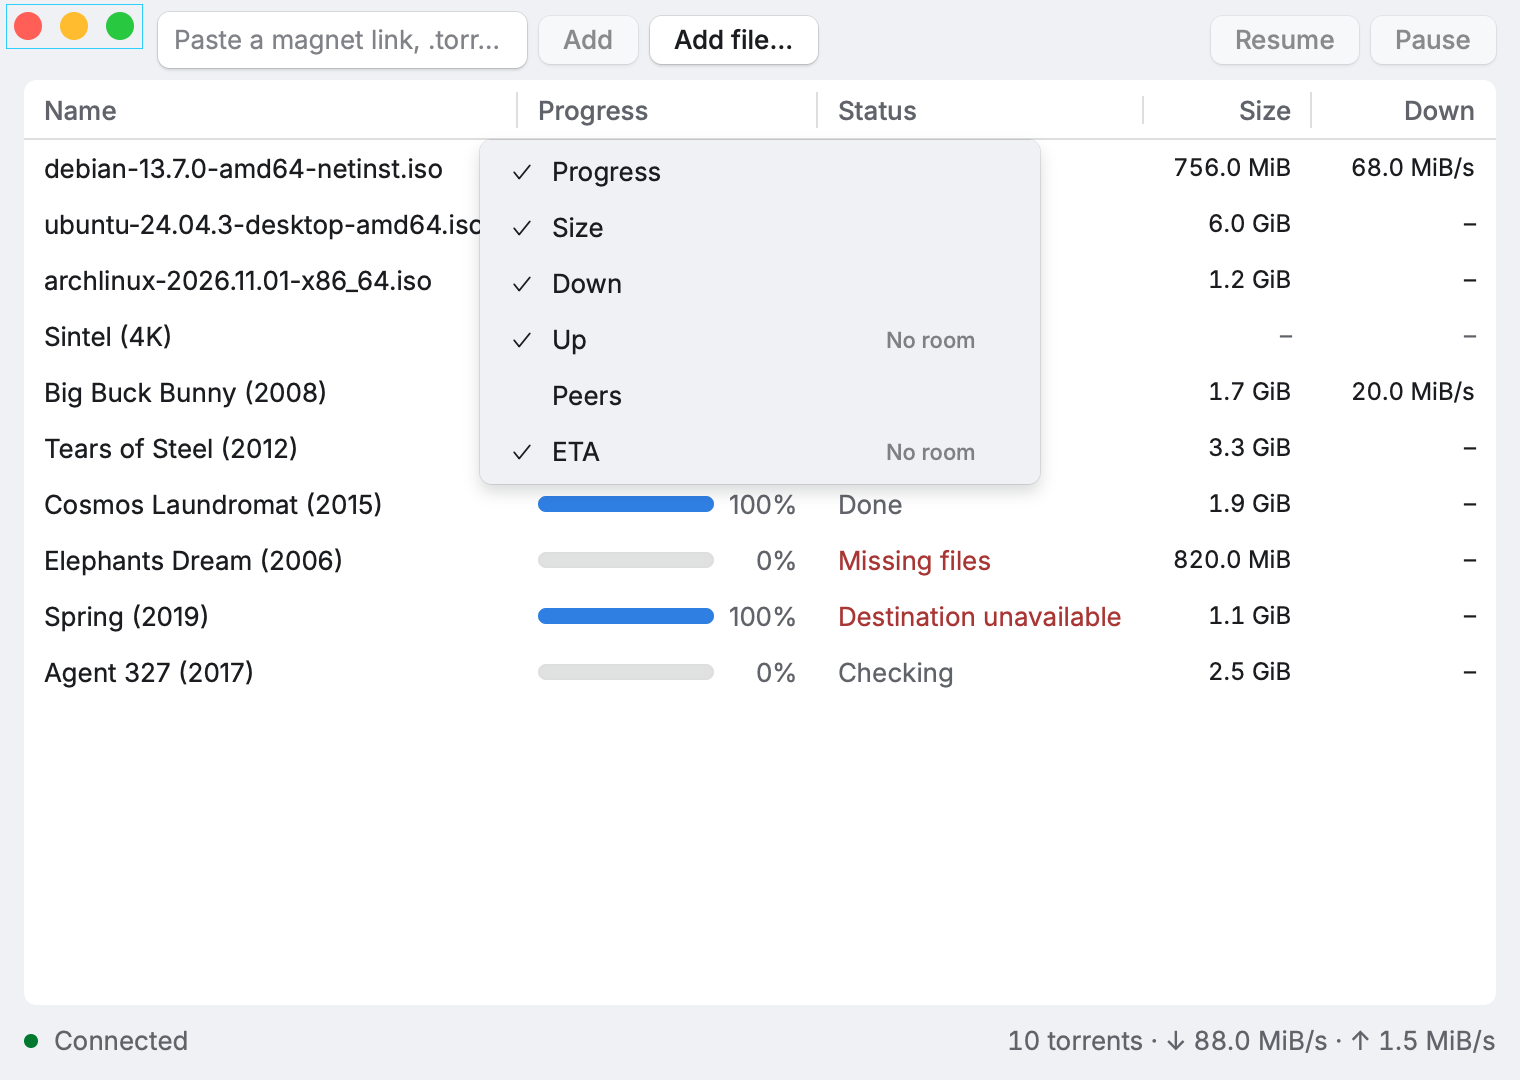 Paste a magnet link, .torr...
Add
Add file...
Resume
Pause
Name
Progress
Status
Size
Down
debian-13.7.0-amd64-netinst.iso
756.0 MiB
68.0 MiB/s
ubuntu-24.04.3-desktop-amd64.iso
6.0 GiB
–
archlinux-2026.11.01-x86_64.iso
1.2 GiB
–
Sintel (4K)
–
–
Big Buck Bunny (2008)
1.7 GiB
20.0 MiB/s
Tears of Steel (2012)
3.3 GiB
–
✓ Progress
✓ Size
✓ Down
✓ Up
No room
Peers
✓ ETA
No room
Cosmos Laundromat (2015)
100%
Done
1.9 GiB
–
Elephants Dream (2006)
0%
Missing files
820.0 MiB
–
Spring (2019)
100%
Destination unavailable
1.1 GiB
–
Agent 327 (2017)
0%
Checking
2.5 GiB
–
Connected
10 torrents · ↓ 88.0 MiB/s · ↑ 1.5 MiB/s